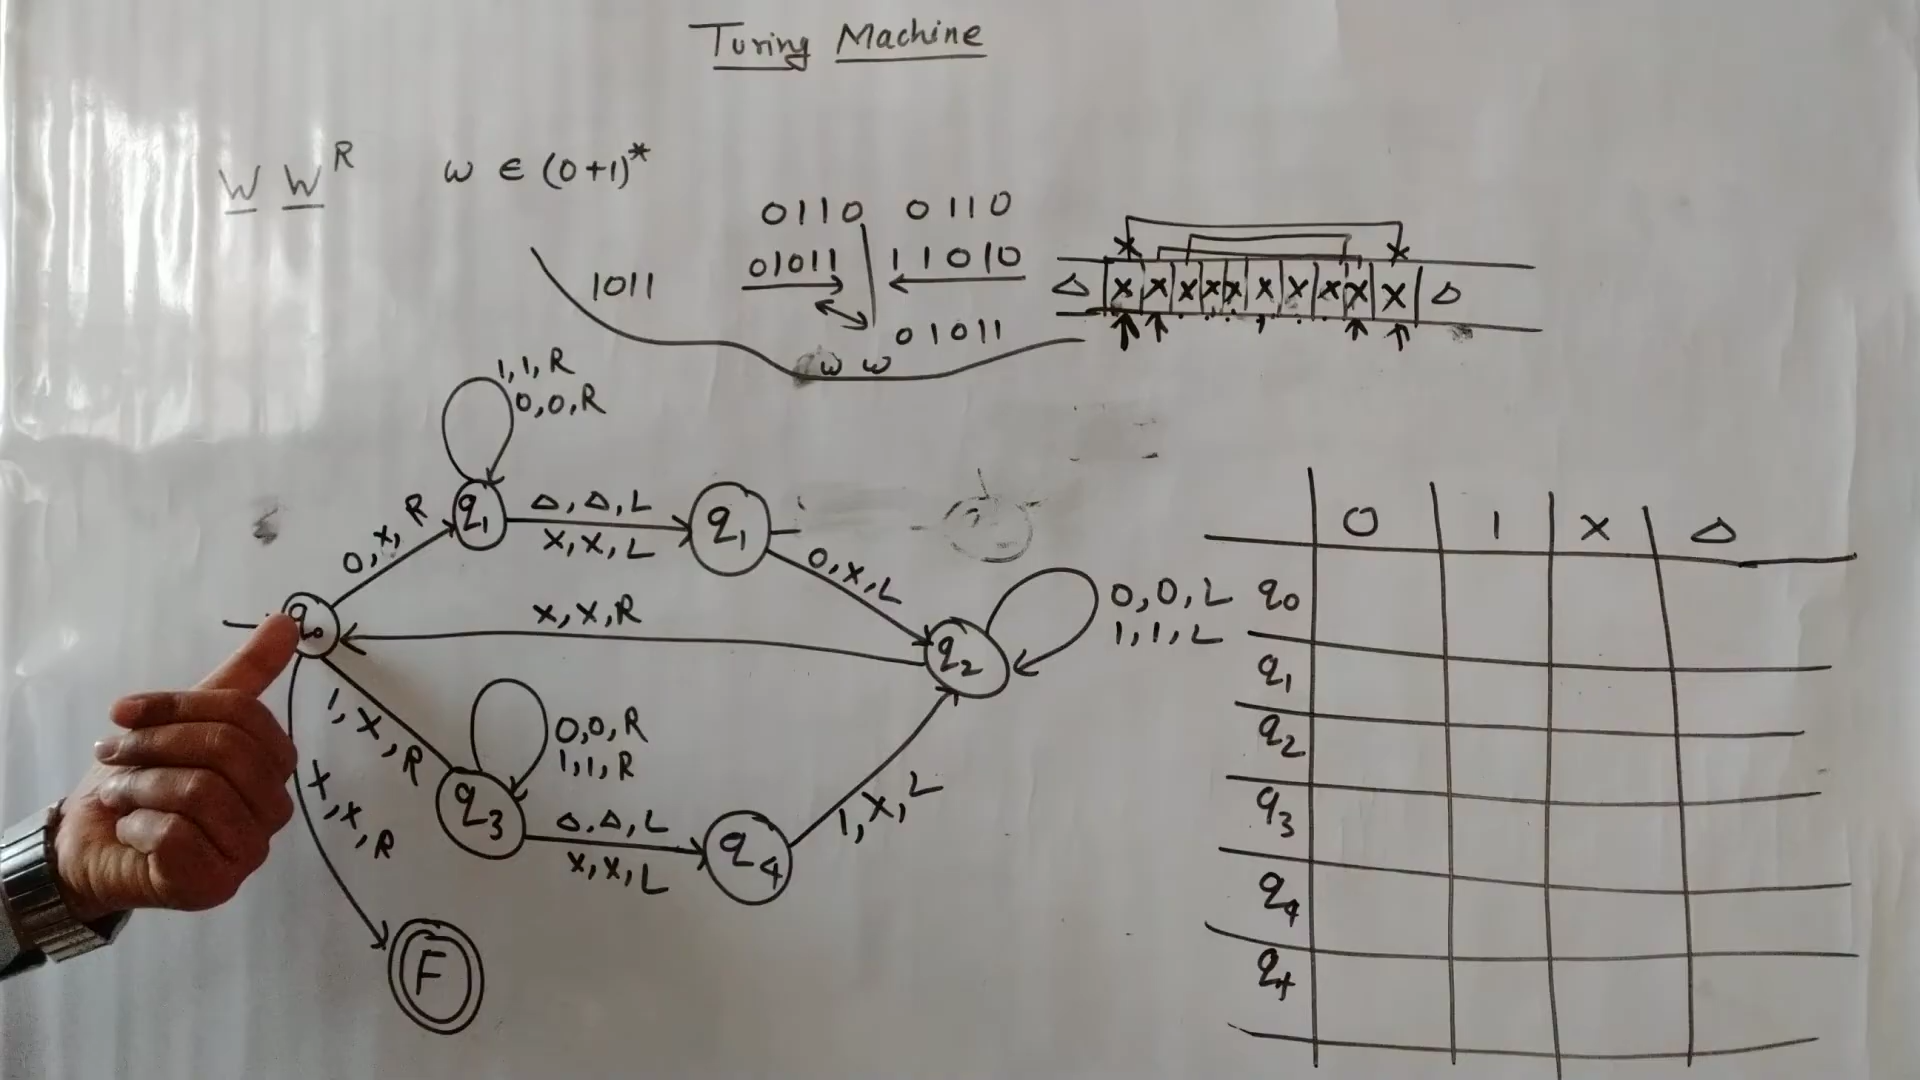 Turing Machine
W W^R w ∈ (0+1)*
0110 0110
1011 01011 11010
01011
w w
x x
Δ x x x x x x x x x x Δ
1,1,R
0,0,R
q1 Δ,Δ,L q1
x,x,L
0,x,R
0,x,L
q0 x,x,R q2
0,0,L
1,1,L
1,x,R
q3 0,0,R
1,1,R
Δ,Δ,L q4
x,x,L
1,x,L
x,x,R
F
0 1 x Δ
q0
q1
q2
q3
q4
q4